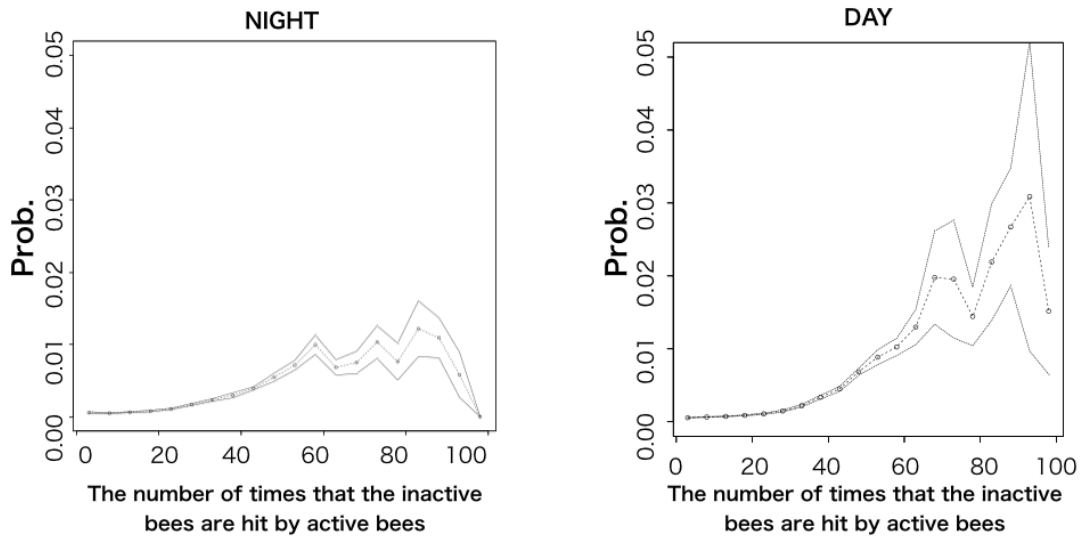 NIGHT
Prob.
0.00 0.01 0.02 0.03 0.04 0.05
0 20 40 60 80 100
The number of times that the inactive
bees are hit by active bees
DAY
Prob.
0.00 0.01 0.02 0.03 0.04 0.05
0 20 40 60 80 100
The number of times that the inactive
bees are hit by active bees